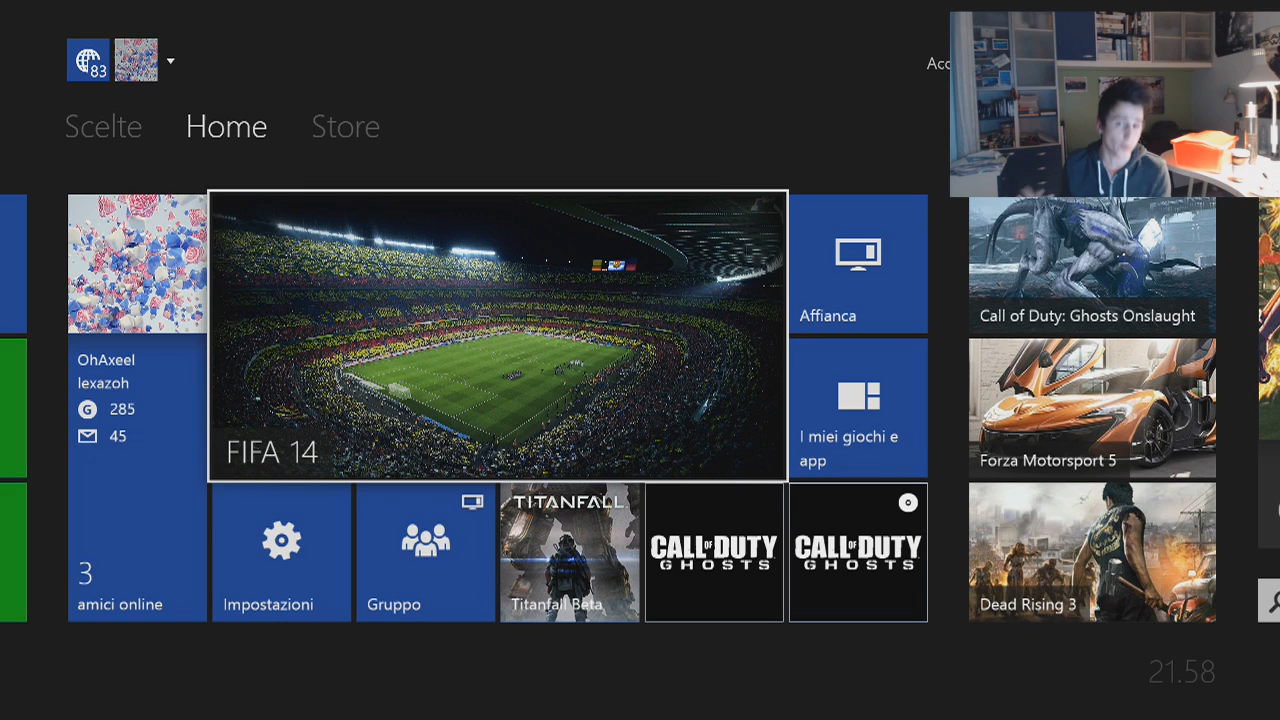 83
Acc
Scelte Home Store
OhAxeel
lexazoh
G 285
45
3
amici online
FIFA 14
Affianca
I miei giochi e
app
Impostazioni
Gruppo
TITANFALL
Titanfall Beta
CALL OF DUTY
GHOSTS
CALL OF DUTY
GHOSTS
Call of Duty: Ghosts Onslaught
Forza Motorsport 5
Dead Rising 3
21.58